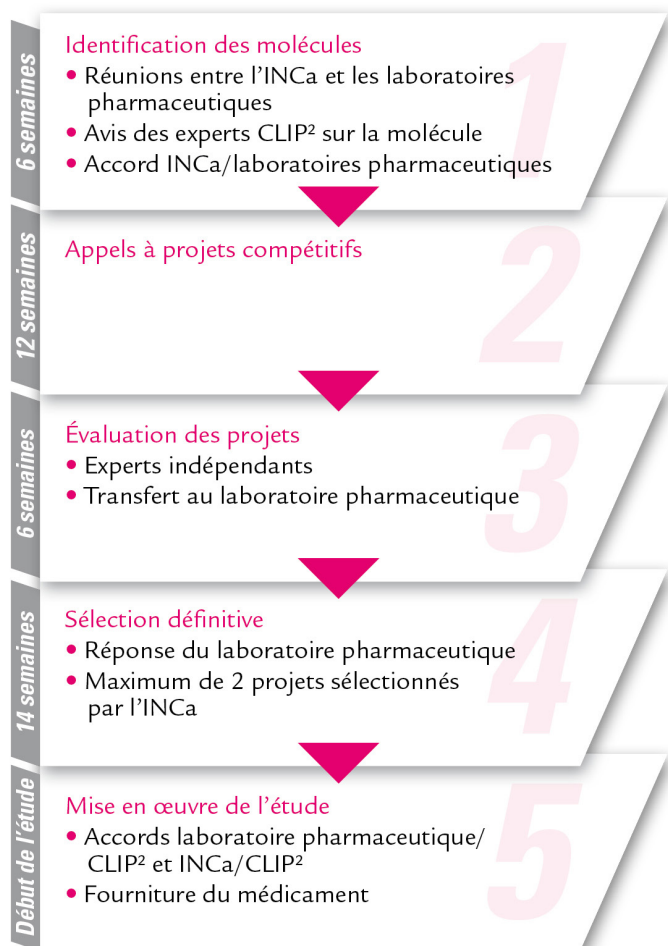 6 semaines
1
Identification des molécules
• Réunions entre l’INCa et les laboratoires
pharmaceutiques
• Avis des experts CLIP² sur la molécule
• Accord INCa/laboratoires pharmaceutiques
12 semaines
2
Appels à projets compétitifs
6 semaines
3
Évaluation des projets
• Experts indépendants
• Transfert au laboratoire pharmaceutique
14 semaines
4
Sélection définitive
• Réponse du laboratoire pharmaceutique
• Maximum de 2 projets sélectionnés
par l’INCa
Début de l’étude
5
Mise en œuvre de l’étude
• Accords laboratoire pharmaceutique/
CLIP² et INCa/CLIP²
• Fourniture du médicament